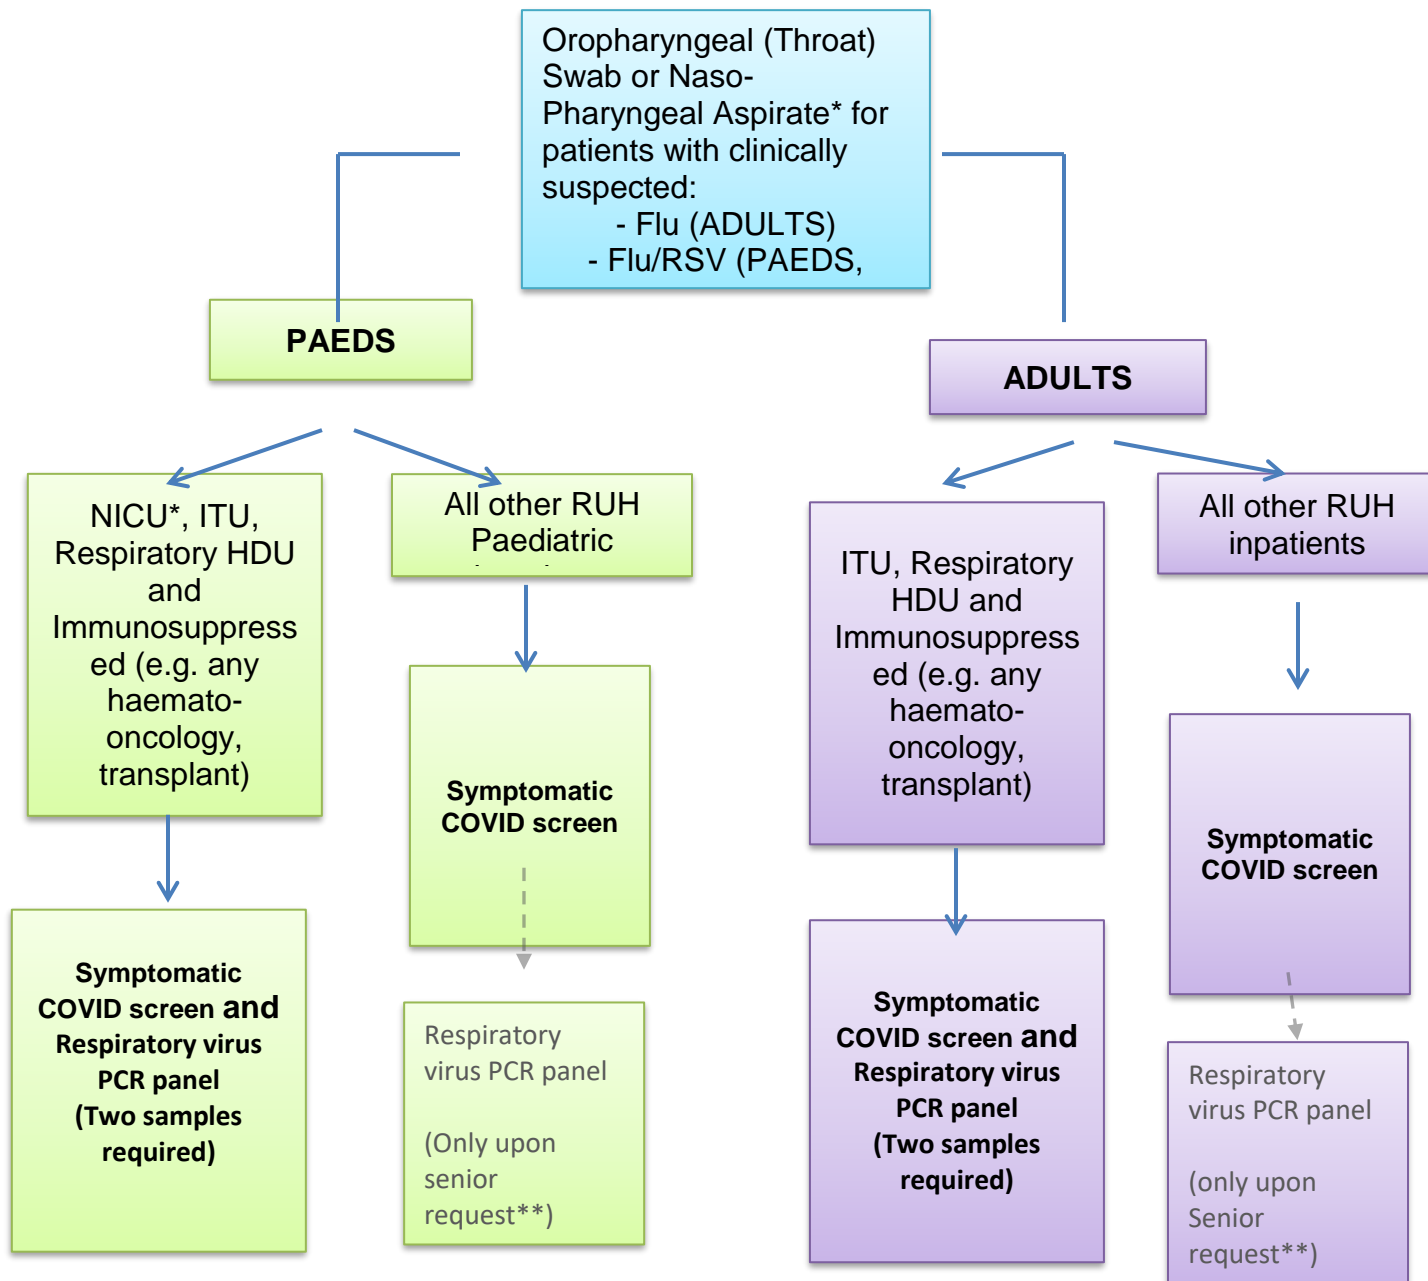 Oropharyngeal (Throat)
Swab or Naso-
Pharyngeal Aspirate* for
patients with clinically
suspected:
- Flu (ADULTS)
- Flu/RSV (PAEDS,
PAEDS
ADULTS
NICU*, ITU,
Respiratory HDU
and
Immunosuppress
ed (e.g. any
haemato-
oncology,
transplant)
All other RUH
Paediatric
ITU, Respiratory
HDU and
Immunosuppress
ed (e.g. any
haemato-
oncology,
transplant)
All other RUH
inpatients
Symptomatic
COVID screen
Symptomatic
COVID screen
Symptomatic
COVID screen and
Respiratory virus
PCR panel
(Two samples
required)
Respiratory
virus PCR panel
(Only upon
senior
request**)
Symptomatic
COVID screen and
Respiratory virus
PCR panel
(Two samples
required)
Respiratory
virus PCR panel
(only upon
Senior
request**)